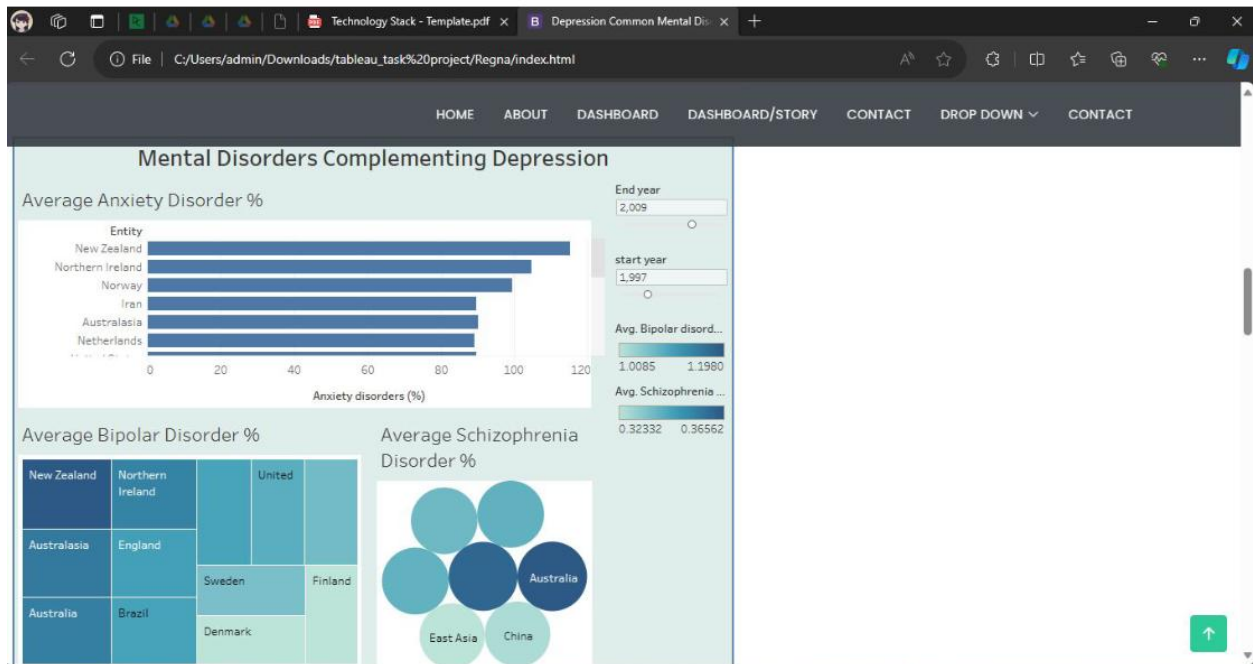 Technology Stack - Template.pdf
Depression Common Mental Dis
File
C:/Users/admin/Downloads/tableau_task%20project/Regna/index.html
HOME ABOUT DASHBOARD DASHBOARD/STORY CONTACT DROP DOWN CONTACT
Mental Disorders Complementing Depression
Average Anxiety Disorder %
Entity
New Zealand
Northern Ireland
Norway
Iran
Australasia
Netherlands
0 20 40 60 80 100 120
Anxiety disorders (%)
End year
2,009
start year
1,997
Avg. Bipolar disord...
1.0085 1.1980
Avg. Schizophrenia ...
0.32332 0.36562
Average Bipolar Disorder %
New Zealand
Northern
Ireland
United
Australasia
England
Sweden
Finland
Australia
Brazil
Denmark
Average Schizophrenia
Disorder %
Australia
East Asia
China